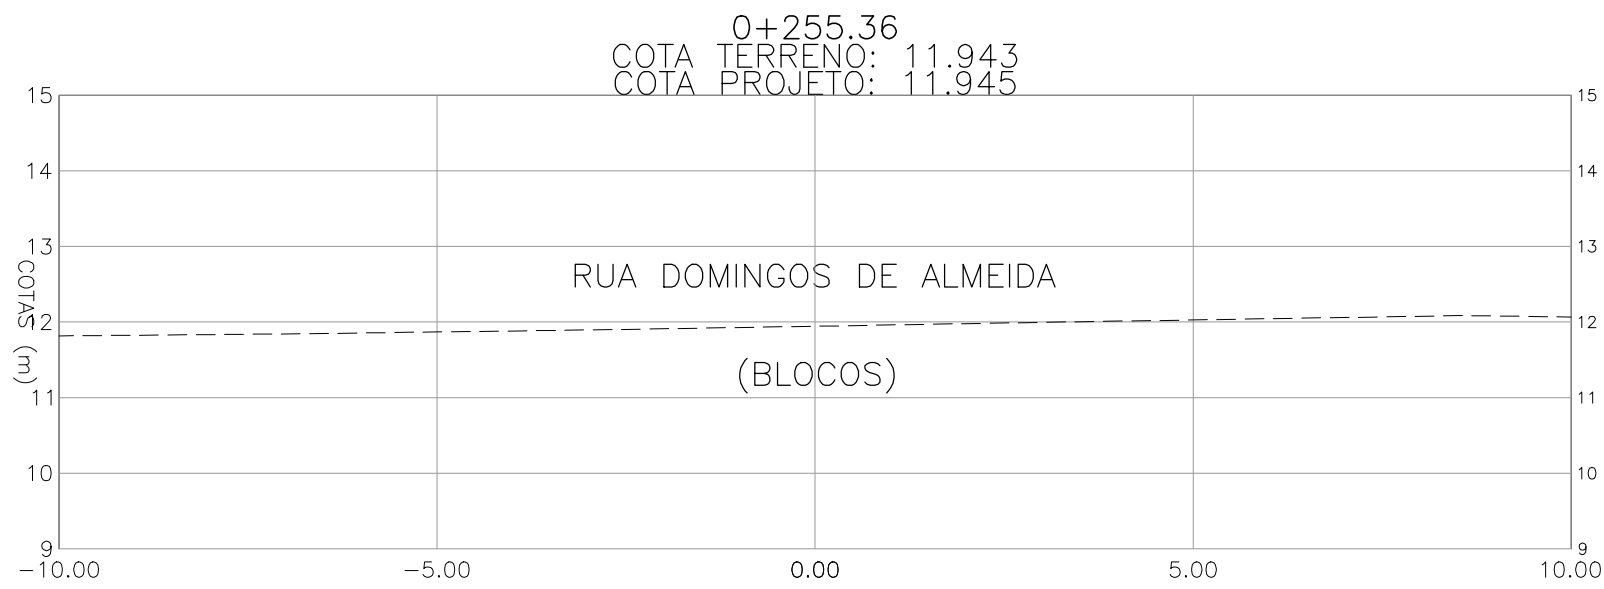 0+255.36
COTA TERRENO: 11.943
COTA PROJETO: 11.945
15 15
14 14
13 13
RUA DOMINGOS DE ALMEIDA
COTAS (m)
12 12
(BLOCOS)
11 11
10 10
9 9
-10.00 -5.00 0.00 5.00 10.00